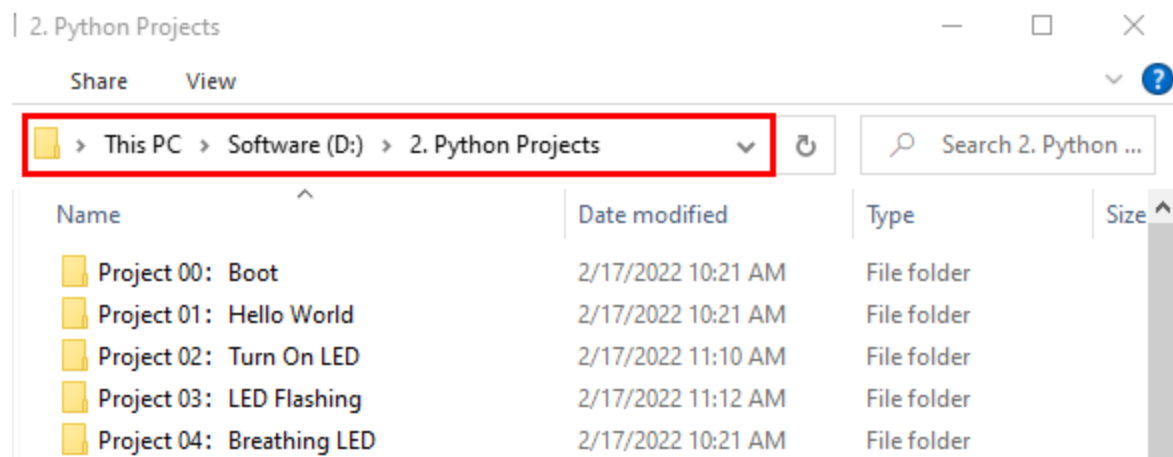 2. Python Projects
Share View
This PC > Software (D:) > 2. Python Projects Search 2. Python ...
Name Date modified Type Size
Project 00： Boot 2/17/2022 10:21 AM File folder
Project 01： Hello World 2/17/2022 10:21 AM File folder
Project 02： Turn On LED 2/17/2022 11:10 AM File folder
Project 03： LED Flashing 2/17/2022 11:12 AM File folder
Project 04： Breathing LED 2/17/2022 10:21 AM File folder